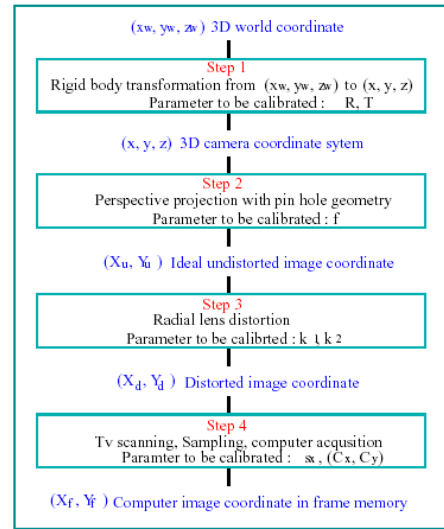 (xw, yw, zw) 3D world coordinate
Step 1
Rigid body transformation from (xw, yw, zw) to (x, y, z)
Parameter to be calibrated : R, T
(x, y, z) 3D camera coordinate sytem
Step 2
Perspective projection with pin hole geometry
Parameter to be calibrated : f
(Xu, Yu) Ideal undistorted image coordinate
Step 3
Radial lens distortion
Parameter to be calibrted : k 1, k 2
(Xd, Yd) Distorted image coordinate
Step 4
Tv scanning, Sampling, computer acqusition
Paramter to be calibrated : sx , (Cx, Cy)
(Xf, Yf) Computer image coordinate in frame memory